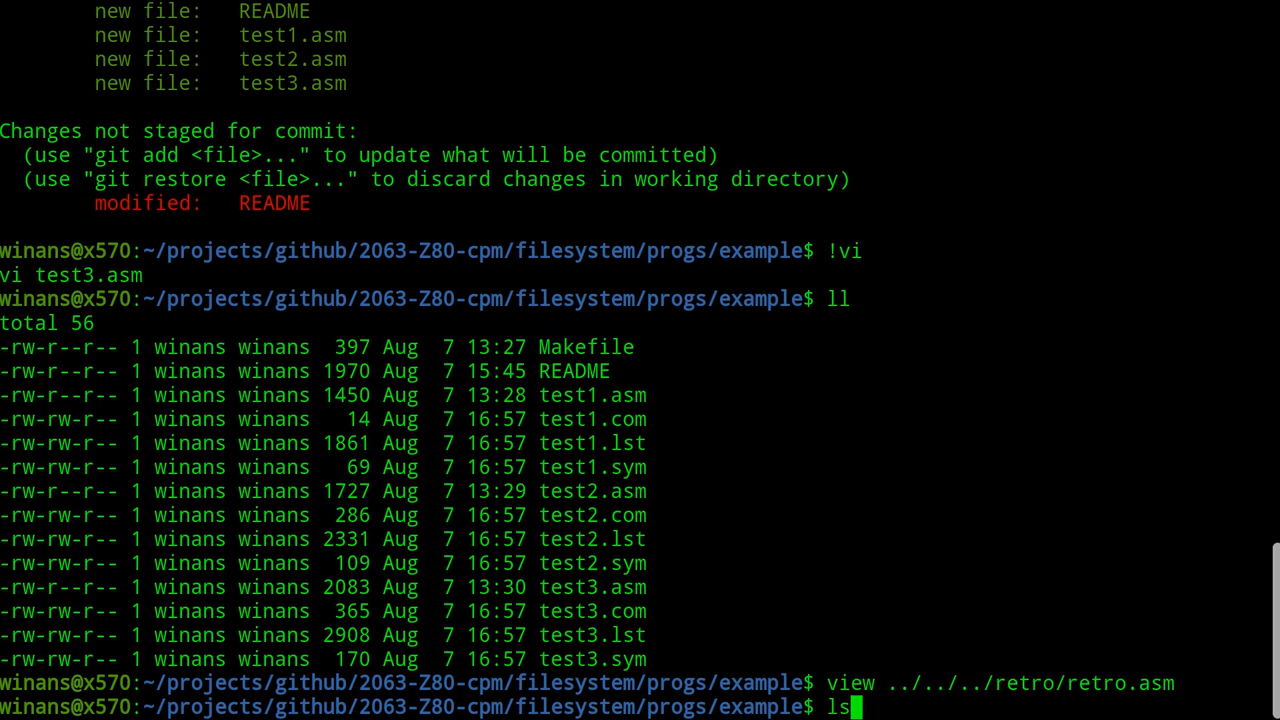 new file:   README
new file:   test1.asm
new file:   test2.asm
new file:   test3.asm
Changes not staged for commit:
(use "git add <file>..." to update what will be committed)
(use "git restore <file>..." to discard changes in working directory)
modified:   README
winans@x570:~/projects/github/2063-Z80-cpm/filesystem/progs/example$ !vi
vi test3.asm
winans@x570:~/projects/github/2063-Z80-cpm/filesystem/progs/example$ ll
total 56
-rw-r--r-- 1 winans winans  397 Aug  7 13:27 Makefile
-rw-r--r-- 1 winans winans 1970 Aug  7 15:45 README
-rw-r--r-- 1 winans winans 1450 Aug  7 13:28 test1.asm
-rw-rw-r-- 1 winans winans   14 Aug  7 16:57 test1.com
-rw-rw-r-- 1 winans winans 1861 Aug  7 16:57 test1.lst
-rw-rw-r-- 1 winans winans   69 Aug  7 16:57 test1.sym
-rw-r--r-- 1 winans winans 1727 Aug  7 13:29 test2.asm
-rw-rw-r-- 1 winans winans  286 Aug  7 16:57 test2.com
-rw-rw-r-- 1 winans winans 2331 Aug  7 16:57 test2.lst
-rw-rw-r-- 1 winans winans  109 Aug  7 16:57 test2.sym
-rw-r--r-- 1 winans winans 2083 Aug  7 13:30 test3.asm
-rw-rw-r-- 1 winans winans  365 Aug  7 16:57 test3.com
-rw-rw-r-- 1 winans winans 2908 Aug  7 16:57 test3.lst
-rw-rw-r-- 1 winans winans  170 Aug  7 16:57 test3.sym
winans@x570:~/projects/github/2063-Z80-cpm/filesystem/progs/example$ view ../../../retro/retro.asm
winans@x570:~/projects/github/2063-Z80-cpm/filesystem/progs/example$ ls